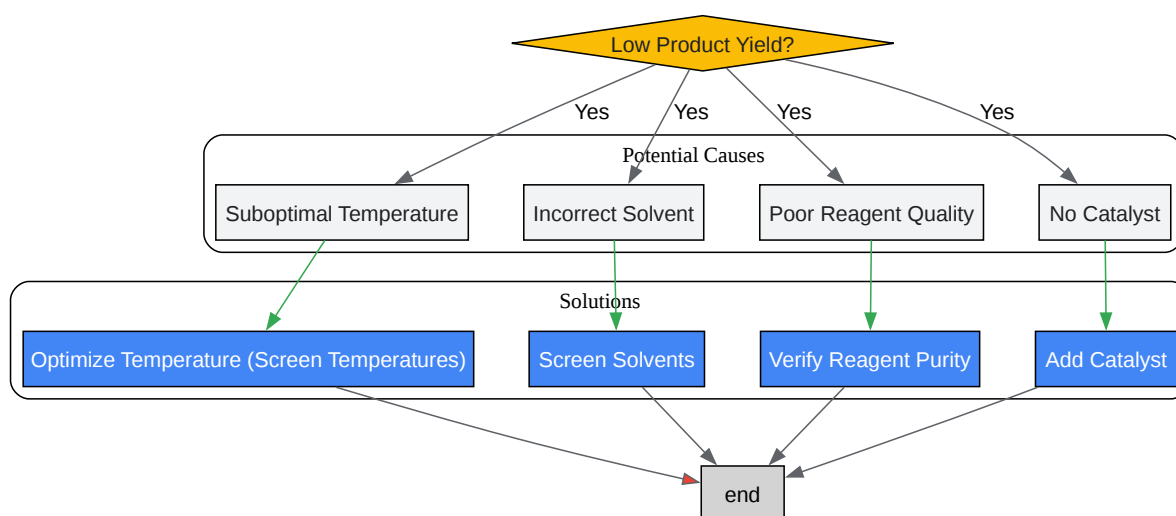 Low Product Yield?
Yes
Yes
Yes
Yes
Potential Causes
Suboptimal Temperature
Incorrect Solvent
Poor Reagent Quality
No Catalyst
Solutions
Optimize Temperature (Screen Temperatures)
Screen Solvents
Verify Reagent Purity
Add Catalyst
end